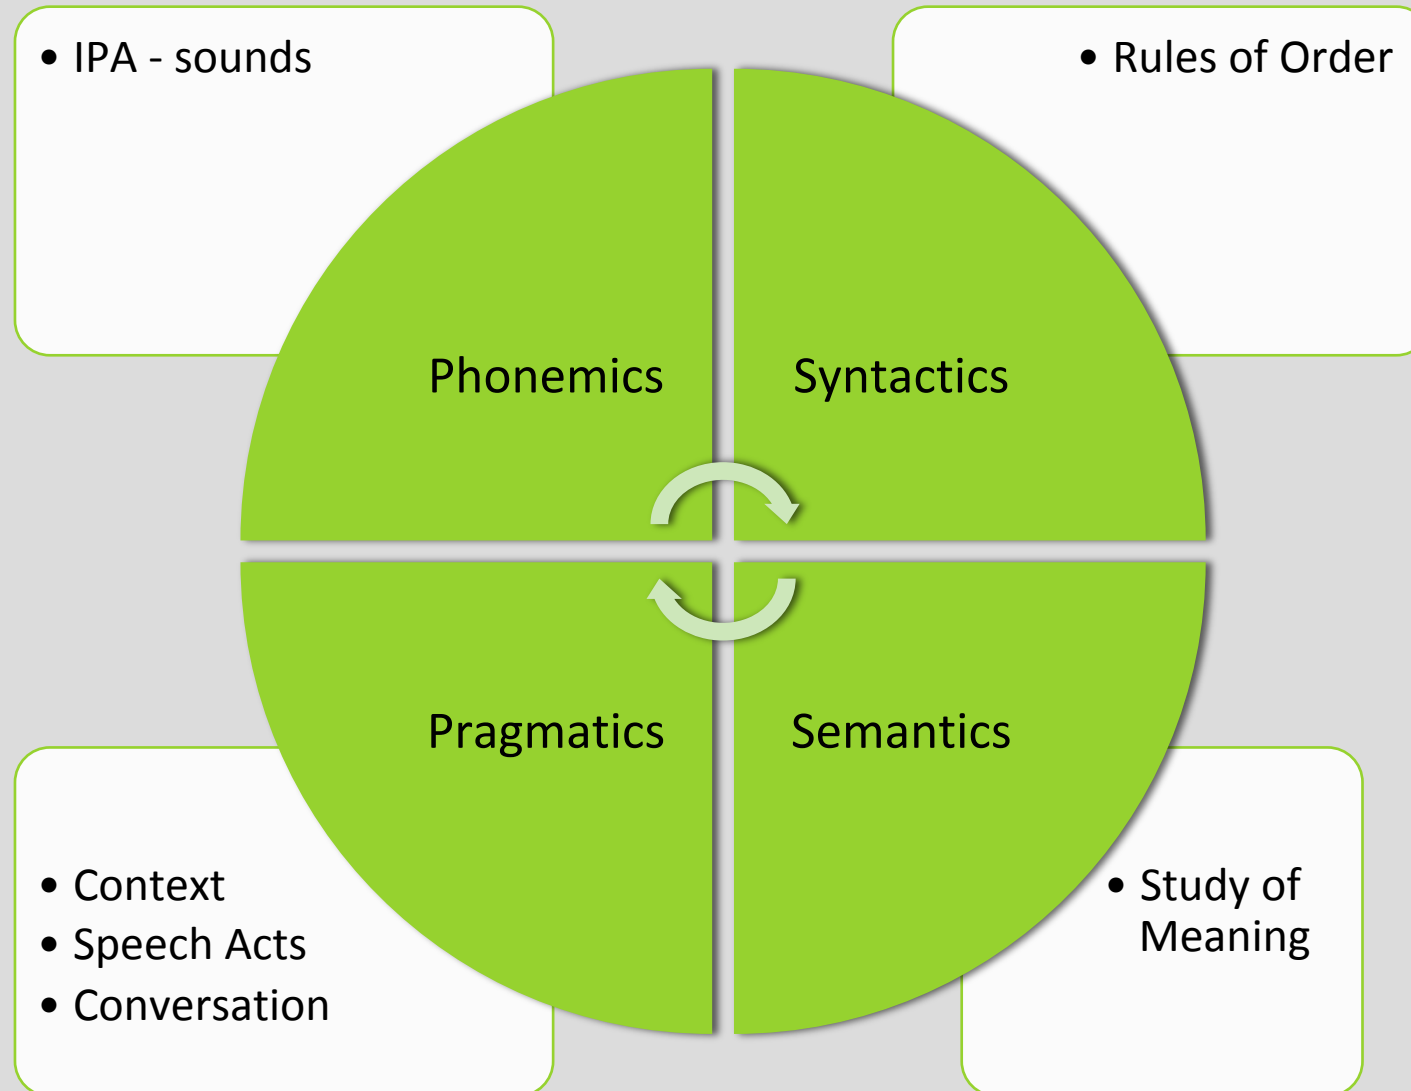 • IPA - sounds
• Rules of Order
Phonemics
Syntactics
Pragmatics
Semantics
• Context
• Speech Acts
• Conversation
• Study of
Meaning